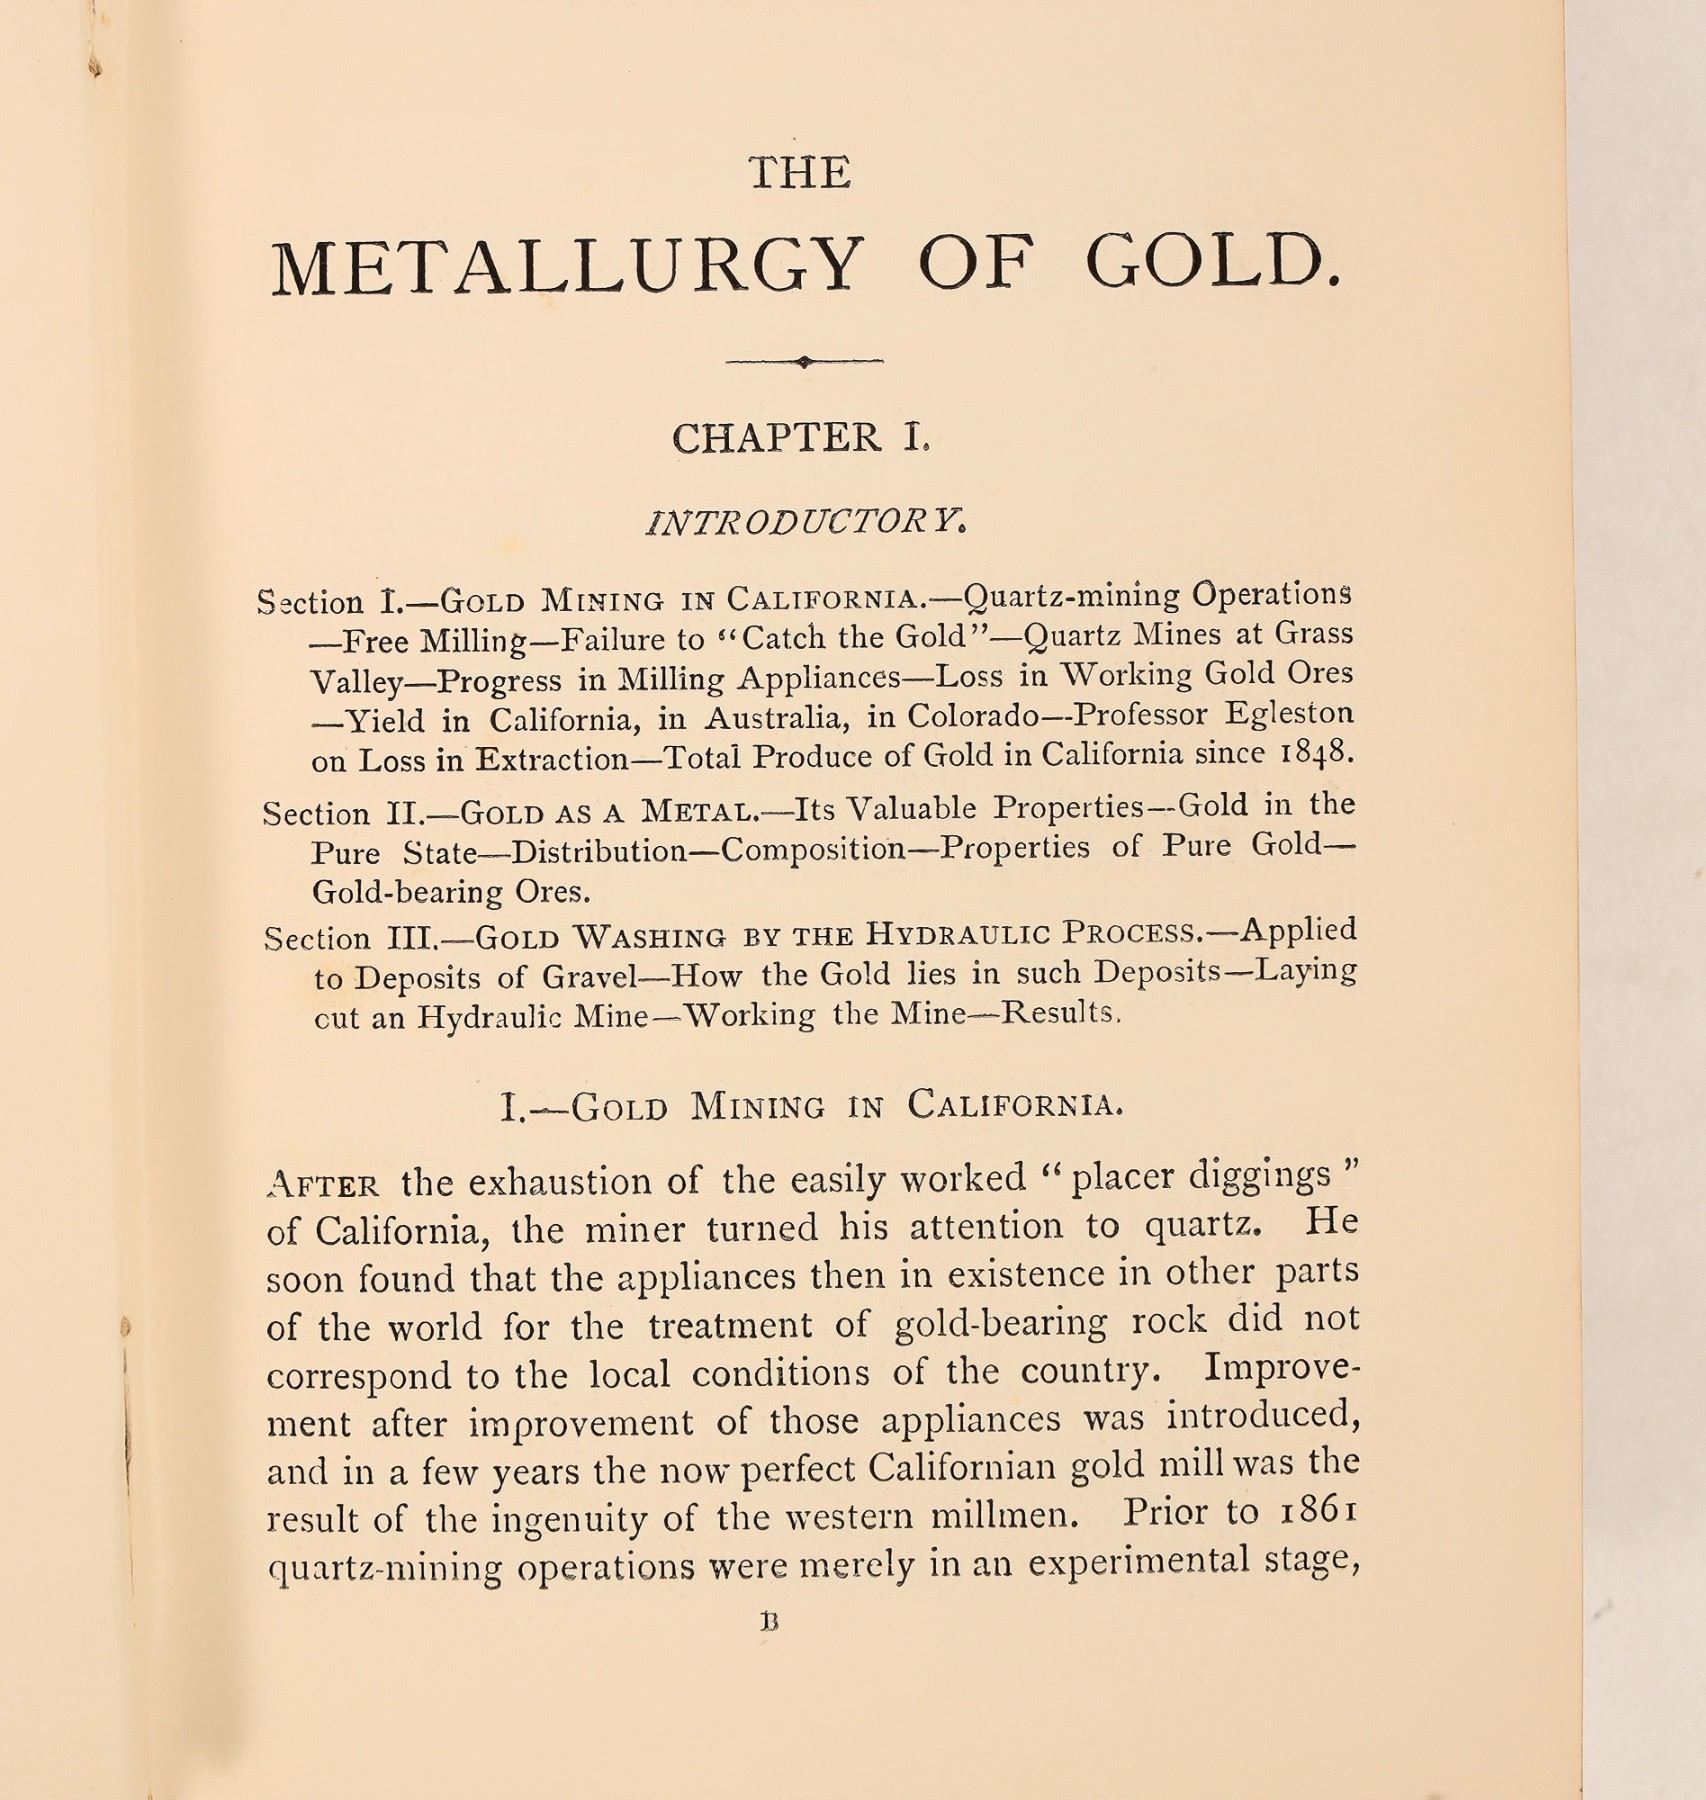 THE
METALLURGY OF GOLD.
CHAPTER I.
INTRODUCTORY.
Section I.—GOLD MINING IN CALIFORNIA.—Quartz-mining Operations
—Free Milling—Failure to “Catch the Gold”—Quartz Mines at Grass
Valley—Progress in Milling Appliances—Loss in Working Gold Ores
—Yield in California, in Australia, in Colorado—Professor Egleston
on Loss in Extraction—Total Produce of Gold in California since 1848.
Section II.—GOLD AS A METAL.—Its Valuable Properties—Gold in the
Pure State—Distribution—Composition—Properties of Pure Gold—
Gold-bearing Ores.
Section III.—GOLD WASHING BY THE HYDRAULIC PROCESS.—Applied
to Deposits of Gravel—How the Gold lies in such Deposits—Laying
out an Hydraulic Mine—Working the Mine—Results.
I.—GOLD MINING IN CALIFORNIA.
AFTER the exhaustion of the easily worked “ placer diggings ”
of California, the miner turned his attention to quartz. He
soon found that the appliances then in existence in other parts
of the world for the treatment of gold-bearing rock did not
correspond to the local conditions of the country. Improve-
ment after improvement of those appliances was introduced,
and in a few years the now perfect Californian gold mill was the
result of the ingenuity of the western millmen. Prior to 1861
quartz-mining operations were merely in an experimental stage,
B